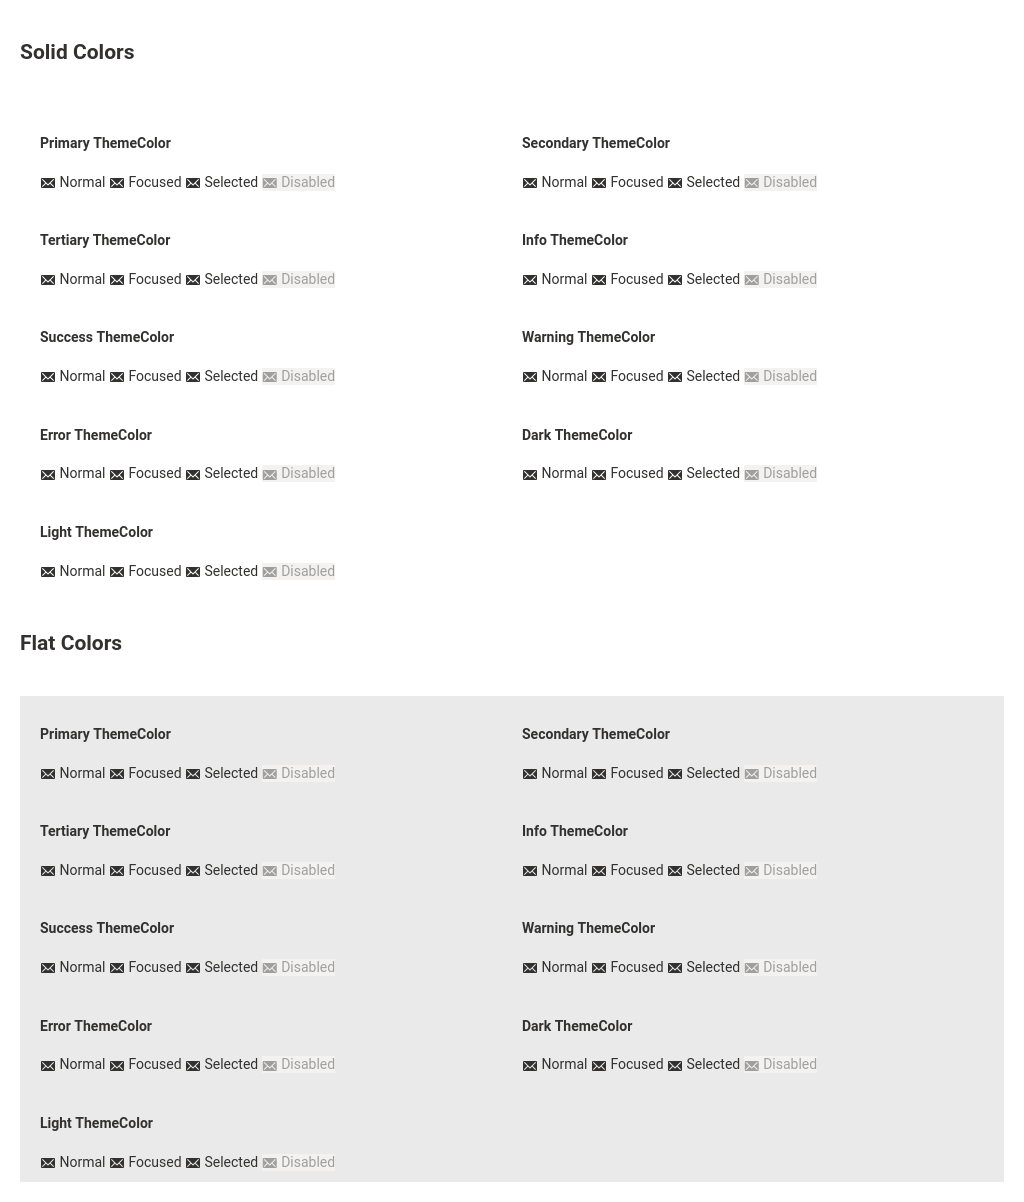 Solid Colors
Primary ThemeColor
Normal Focused Selected Disabled
Secondary ThemeColor
Normal Focused Selected Disabled
Tertiary ThemeColor
Normal Focused Selected Disabled
Info ThemeColor
Normal Focused Selected Disabled
Success ThemeColor
Normal Focused Selected Disabled
Warning ThemeColor
Normal Focused Selected Disabled
Error ThemeColor
Normal Focused Selected Disabled
Dark ThemeColor
Normal Focused Selected Disabled
Light ThemeColor
Normal Focused Selected Disabled
Flat Colors
Primary ThemeColor
Normal Focused Selected Disabled
Secondary ThemeColor
Normal Focused Selected Disabled
Tertiary ThemeColor
Normal Focused Selected Disabled
Info ThemeColor
Normal Focused Selected Disabled
Success ThemeColor
Normal Focused Selected Disabled
Warning ThemeColor
Normal Focused Selected Disabled
Error ThemeColor
Normal Focused Selected Disabled
Dark ThemeColor
Normal Focused Selected Disabled
Light ThemeColor
Normal Focused Selected Disabled